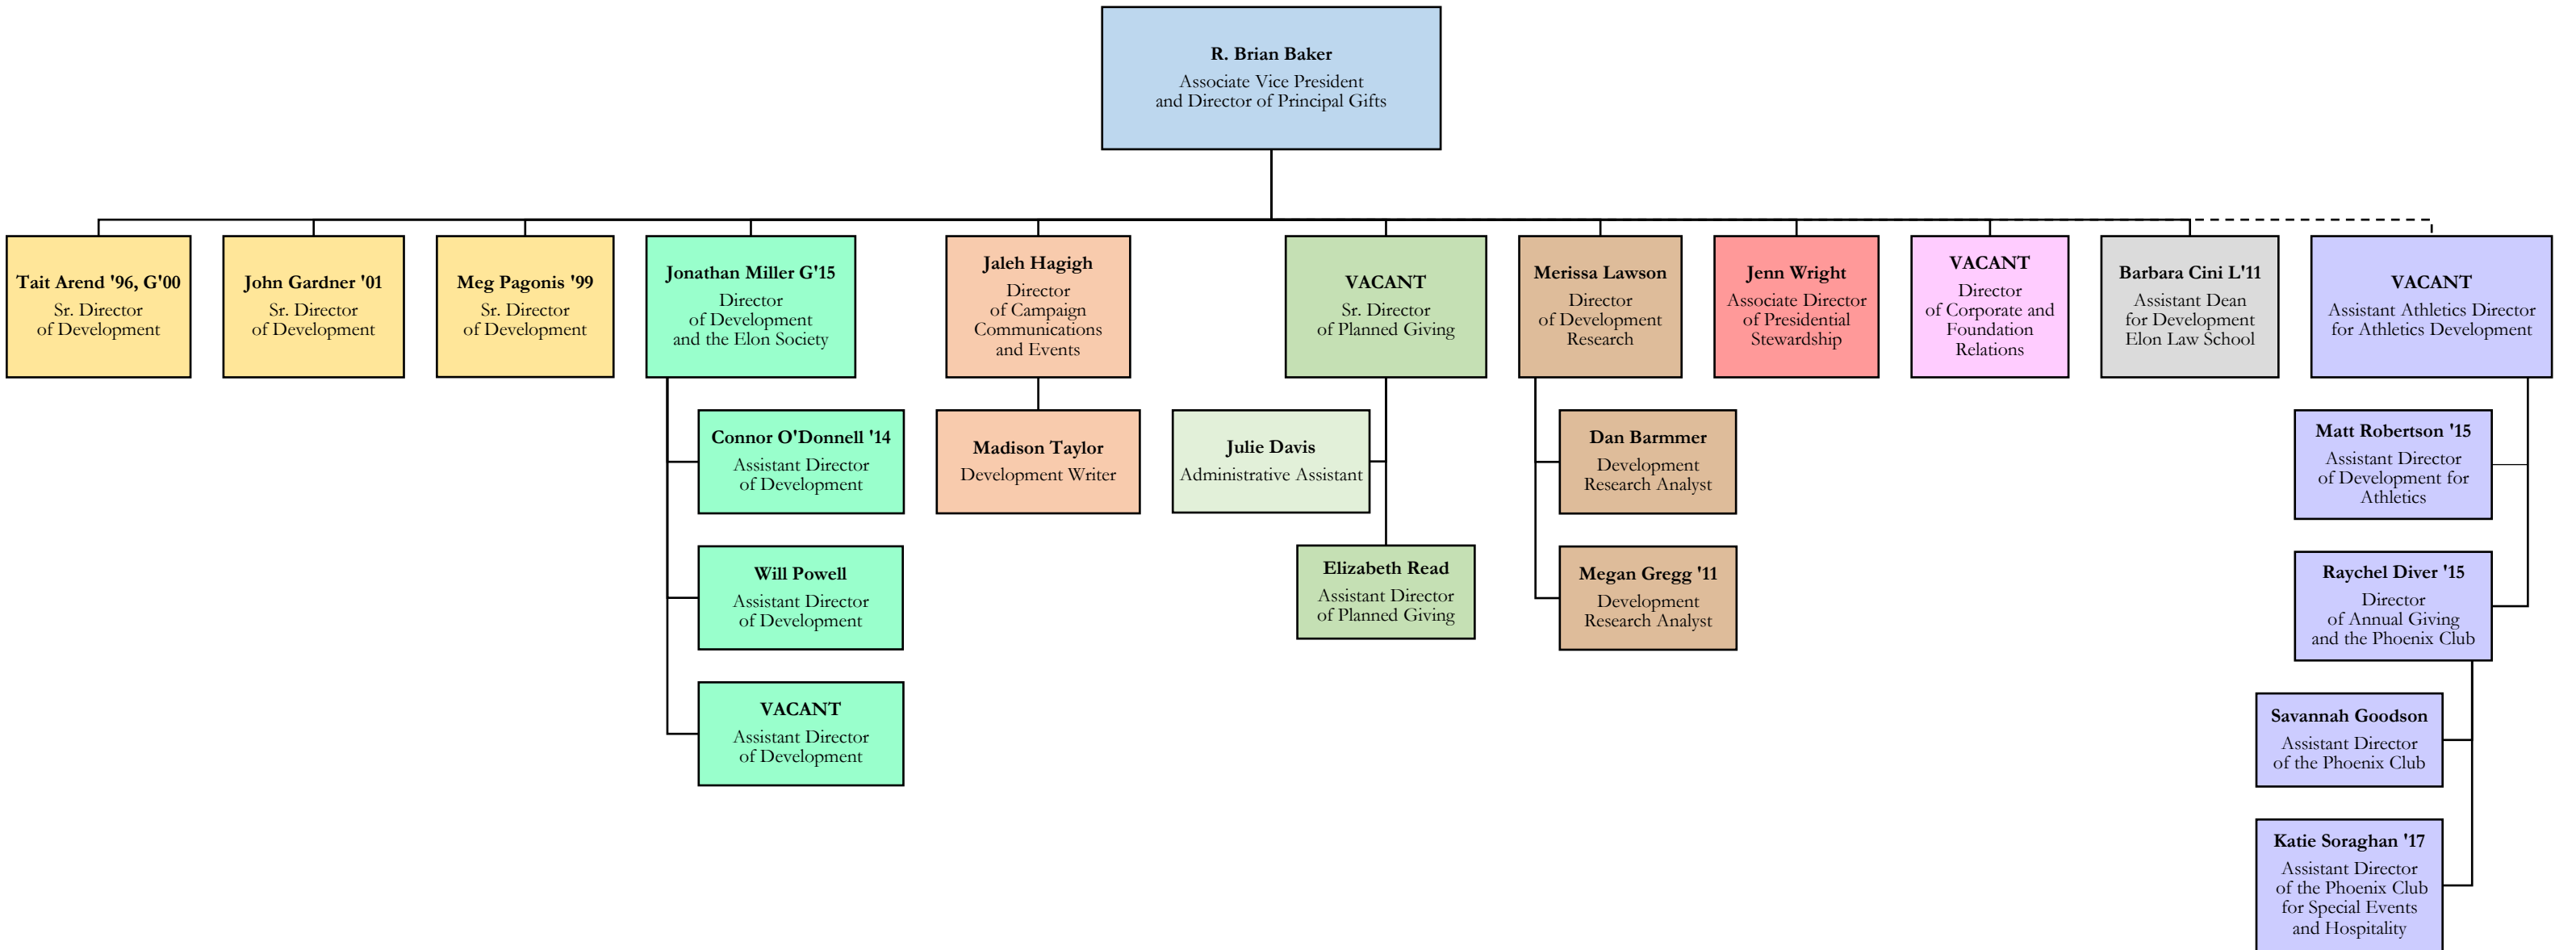 R. Brian Baker
Associate Vice President
and Director of Principal Gifts
Tait Arend '96, G'00
Sr. Director
of Development
John Gardner '01
Sr. Director
of Development
Meg Pagonis '99
Sr. Director
of Development
Jonathan Miller G'15
Director
of Development
and the Elon Society
Jaleh Hagigh
Director
of Campaign
Communications
and Events
VACANT
Sr. Director
of Planned Giving
Merissa Lawson
Director
of Development
Research
Jenn Wright
Associate Director
of Presidential
Stewardship
VACANT
Director
of Corporate and
Foundation
Relations
Barbara Cini L'11
Assistant Dean
for Development
Elon Law School
VACANT
Assistant Athletics Director
for Athletics Development
Connor O'Donnell '14
Assistant Director
of Development
Will Powell
Assistant Director
of Development
VACANT
Assistant Director
of Development
Madison Taylor
Development Writer
Julie Davis
Administrative Assistant
Elizabeth Read
Assistant Director
of Planned Giving
Dan Barmmer
Development
Research Analyst
Megan Gregg '11
Development
Research Analyst
Matt Robertson '15
Assistant Director
of Development for
Athletics
Raychel Diver '15
Director
of Annual Giving
and the Phoenix Club
Savannah Goodson
Assistant Director
of the Phoenix Club
Katie Soraghan '17
Assistant Director
of the Phoenix Club
for Special Events
and Hospitality